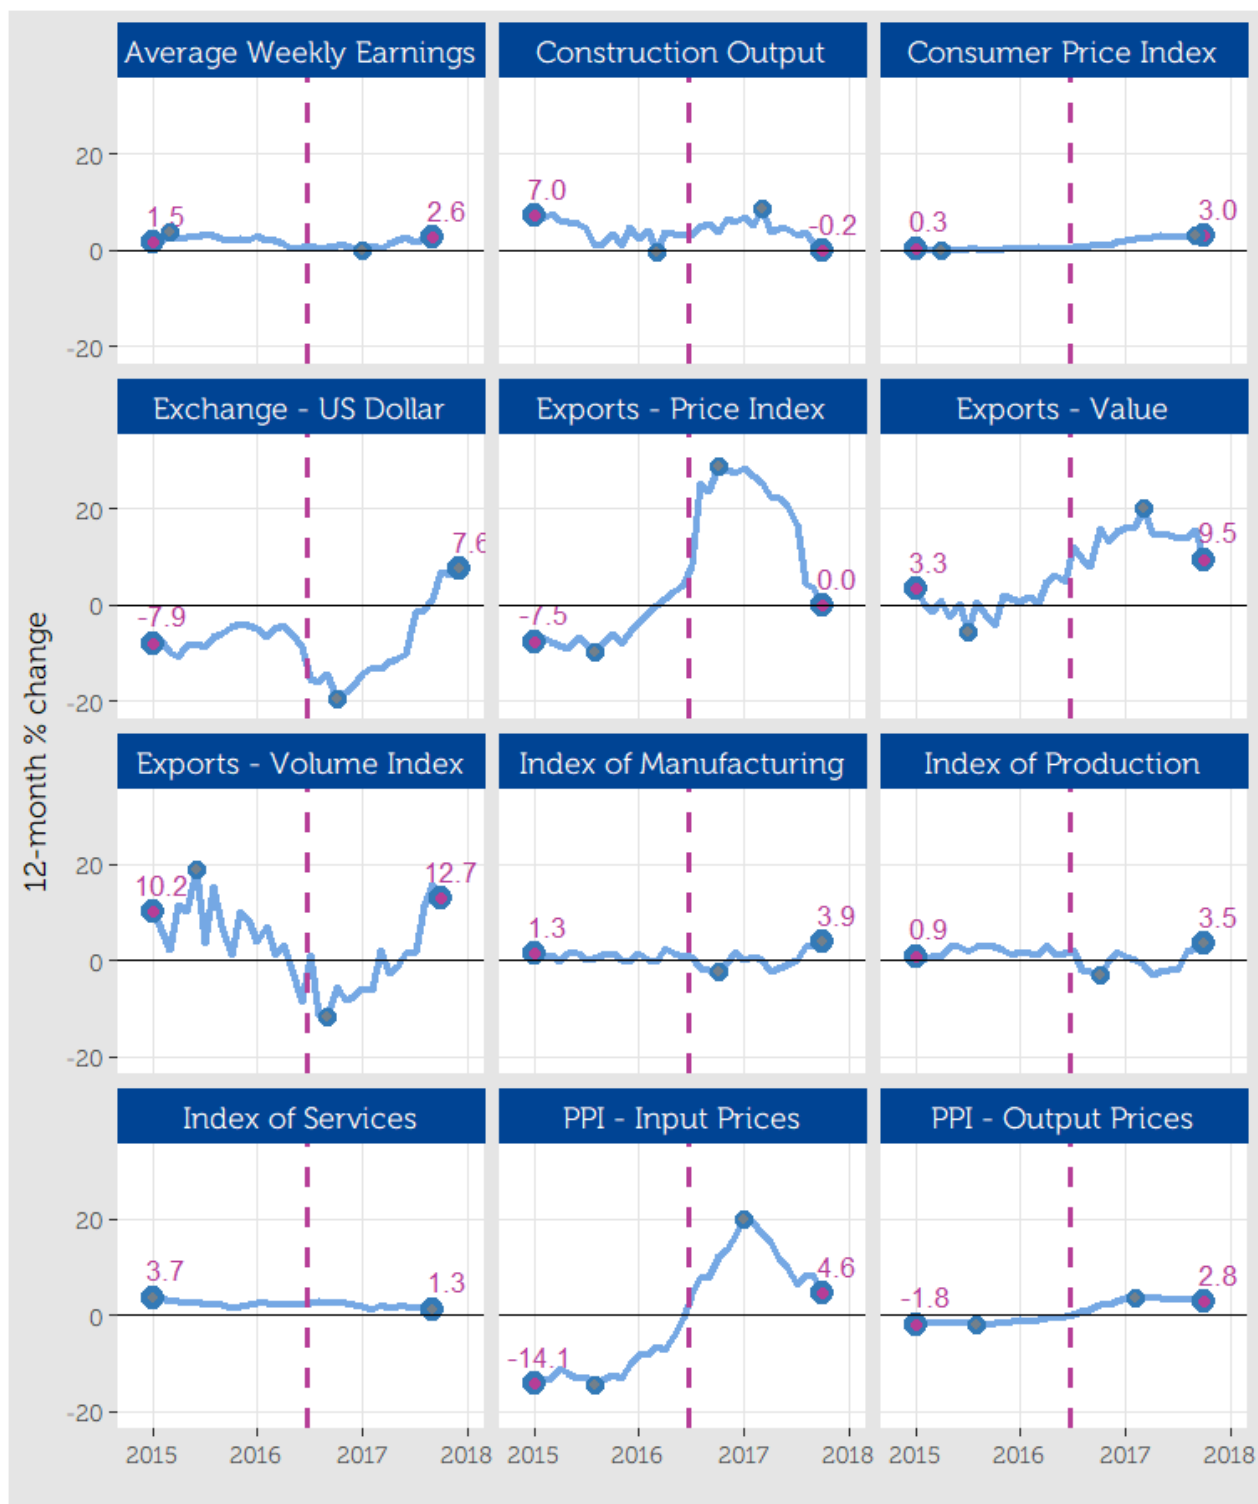 Average Weekly Earnings
Construction Output
Consumer Price Index
20
0
-20
1.5
2.6
7.0
-0.2
0.3
3.0
Exchange - US Dollar
Exports - Price Index
Exports - Value
20
0
-20
-7.9
7.6
-7.5
0.0
3.3
9.5
12-month % change
Exports - Volume Index
Index of Manufacturing
Index of Production
20
0
-20
10.2
12.7
1.3
3.9
0.9
3.5
Index of Services
PPI - Input Prices
PPI - Output Prices
20
0
-20
3.7
1.3
-14.1
4.6
-1.8
2.8
2015 2016 2017 2018 2015 2016 2017 2018 2015 2016 2017 2018